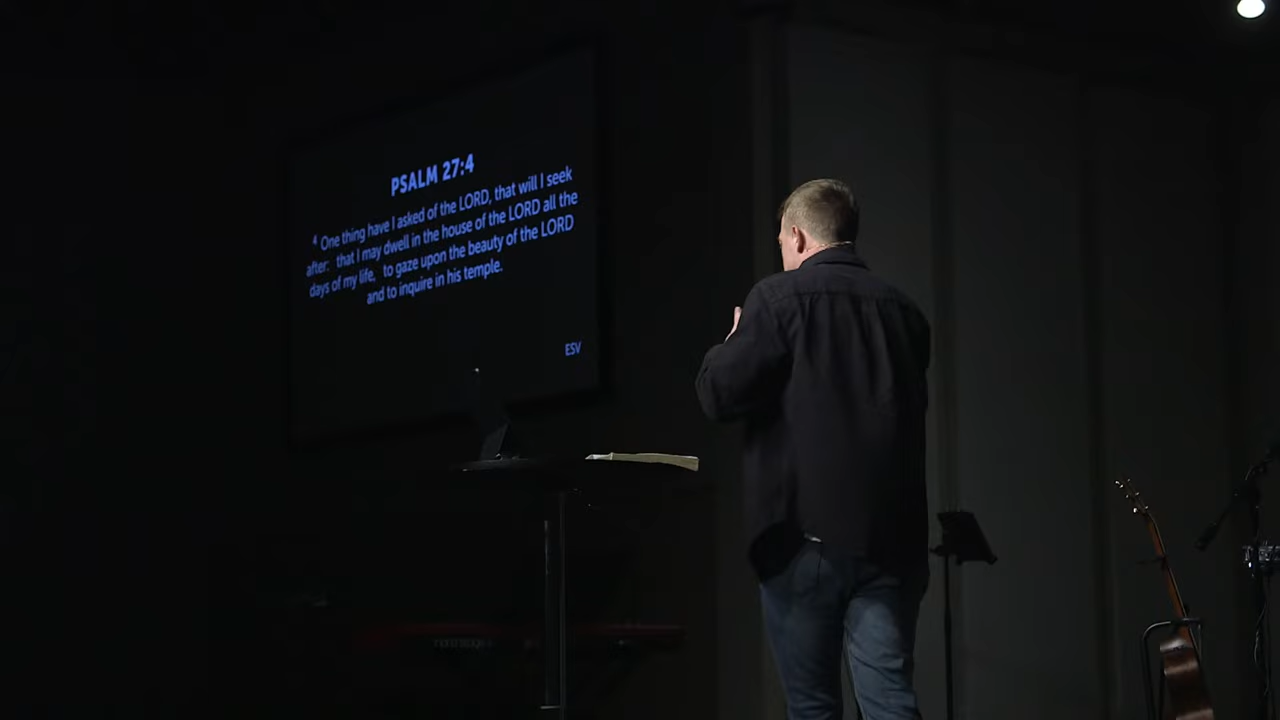 PSALM 27:4
4 One thing have I asked of the LORD, that will I seek
after: that I may dwell in the house of the LORD all the
days of my life, to gaze upon the beauty of the LORD
and to inquire in his temple.
ESV